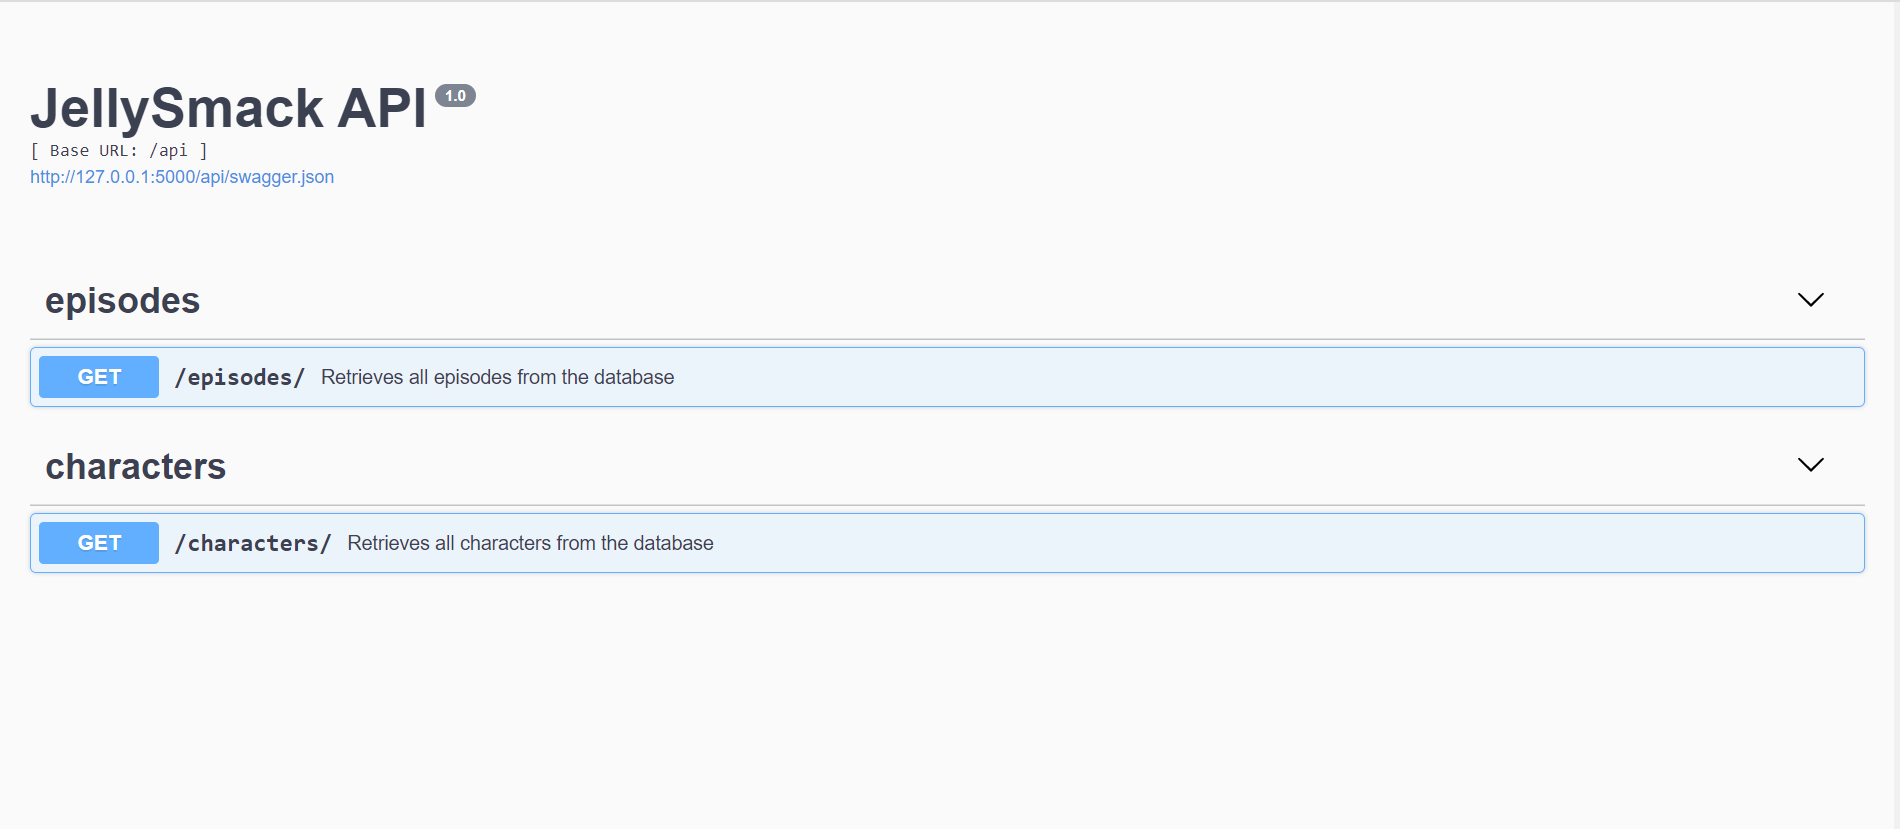 JellySmack API 1.0
[ Base URL: /api ]
http://127.0.0.1:5000/api/swagger.json
episodes
GET /episodes/ Retrieves all episodes from the database
characters
GET /characters/ Retrieves all characters from the database